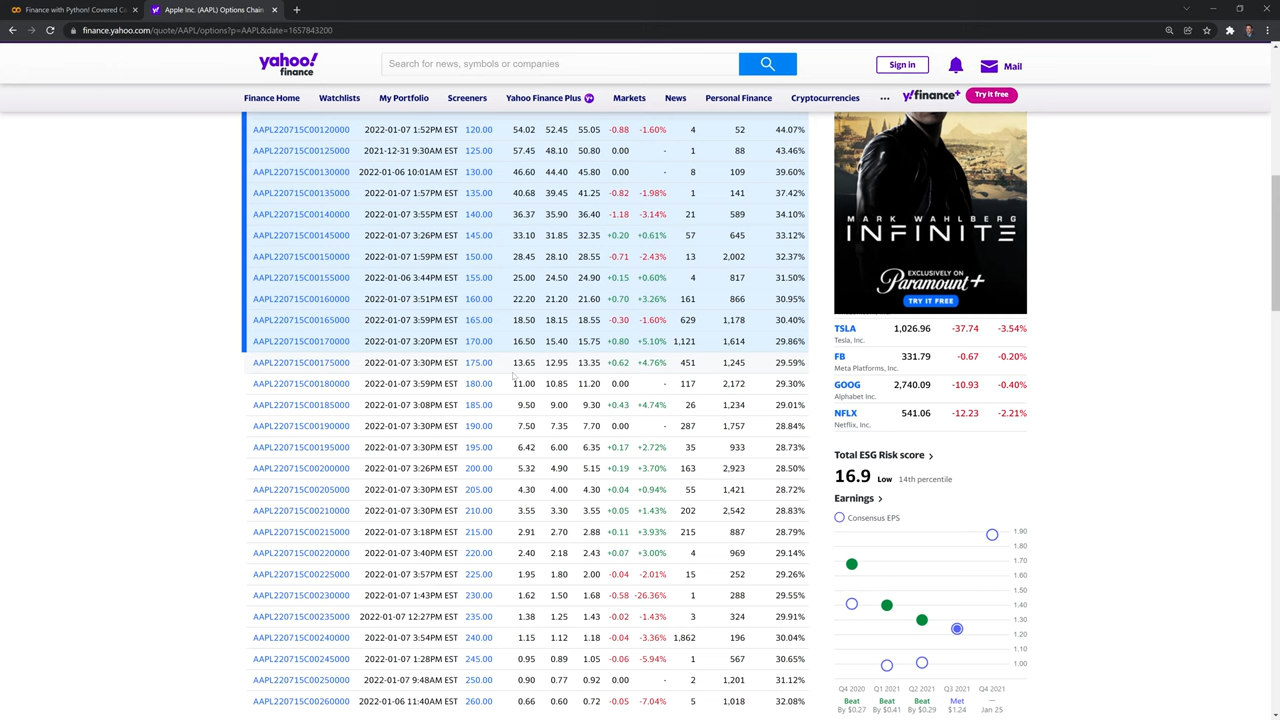 Finance with Python! Covered Ca
Apple Inc. (AAPL) Options Chain
finance.yahoo.com/quote/AAPL/options?p=AAPL&date=1657843200
yahoo!
finance
Search for news, symbols or companies
Sign in
Mail
Finance Home Watchlists My Portfolio Screeners Yahoo Finance Plus Markets News Personal Finance Cryptocurrencies ... y!finance+ Try it free
AAPL220715C00120000 2022-01-07 1:52PM EST 120.00 54.02 52.45 55.05 -0.88 -1.60% 4 52 44.07%
AAPL220715C00125000 2021-12-31 9:30AM EST 125.00 57.45 48.10 50.80 0.00 - 1 88 43.46%
AAPL220715C00130000 2022-01-06 10:01AM EST 130.00 46.60 44.40 45.80 0.00 - 8 109 39.60%
AAPL220715C00135000 2022-01-07 1:57PM EST 135.00 40.68 39.45 41.25 -0.82 -1.98% 1 141 37.42%
AAPL220715C00140000 2022-01-07 3:55PM EST 140.00 36.37 35.90 36.40 -1.18 -3.14% 21 589 34.10%
AAPL220715C00145000 2022-01-07 3:26PM EST 145.00 33.10 31.85 32.35 +0.20 +0.61% 57 645 33.12%
AAPL220715C00150000 2022-01-07 1:59PM EST 150.00 28.45 28.10 28.55 -0.71 -2.43% 13 2,002 32.37%
AAPL220715C00155000 2022-01-06 3:44PM EST 155.00 25.00 24.50 24.90 +0.15 +0.60% 4 817 31.50%
AAPL220715C00160000 2022-01-07 3:51PM EST 160.00 22.20 21.20 21.60 +0.70 +3.26% 161 866 30.95%
AAPL220715C00165000 2022-01-07 3:59PM EST 165.00 18.50 18.15 18.55 -0.30 -1.60% 629 1,178 30.40%
AAPL220715C00170000 2022-01-07 3:59PM EST 170.00 16.50 15.40 15.80 +0.80 +5.10% 1,121 1,614 29.86%
AAPL220715C00175000 2022-01-07 3:59PM EST 175.00 13.65 12.95 13.35 +0.62 +4.76% 451 1,245 29.59%
AAPL220715C00180000 2022-01-07 3:59PM EST 180.00 11.00 10.85 11.20 0.00 - 117 2,172 29.30%
AAPL220715C00185000 2022-01-07 3:53PM EST 185.00 9.50 9.00 9.30 +0.43 +4.74% 26 1,234 29.01%
AAPL220715C00190000 2022-01-07 3:59PM EST 190.00 7.50 7.35 7.70 0.00 - 287 1,757 28.84%
AAPL220715C00195000 2022-01-07 3:39PM EST 195.00 6.42 6.00 6.35 +0.17 +2.72% 35 933 28.73%
AAPL220715C00200000 2022-01-07 3:26PM EST 200.00 5.32 4.90 5.15 +0.19 +3.70% 163 2,923 28.50%
AAPL220715C00205000 2022-01-07 3:30PM EST 205.00 4.30 4.00 4.30 +0.04 +0.94% 55 1,421 28.72%
AAPL220715C00210000 2022-01-07 3:33PM EST 210.00 3.55 3.30 3.55 +0.05 +1.43% 202 2,542 28.83%
AAPL220715C00215000 2022-01-07 3:18PM EST 215.00 2.91 2.70 2.88 +0.11 +3.93% 215 887 28.79%
AAPL220715C00220000 2022-01-07 3:40PM EST 220.00 2.40 2.18 2.43 +0.07 +3.00% 4 969 29.14%
AAPL220715C00225000 2022-01-07 3:57PM EST 225.00 1.95 1.80 2.00 -0.04 -2.01% 15 252 29.26%
AAPL220715C00230000 2022-01-07 1:43PM EST 230.00 1.62 1.50 1.68 -0.58 -26.36% 1 288 29.55%
AAPL220715C00235000 2022-01-07 12:27PM EST 235.00 1.38 1.25 1.43 -0.02 -1.43% 3 324 29.91%
AAPL220715C00240000 2022-01-07 3:54PM EST 240.00 1.15 1.12 1.18 -0.04 -3.36% 1,862 196 30.04%
AAPL220715C00245000 2022-01-07 1:28PM EST 245.00 0.95 0.89 1.05 -0.06 -5.94% 1 567 30.65%
AAPL220715C00250000 2022-01-07 9:48AM EST 250.00 0.90 0.77 0.92 0.00 - 2 1,201 31.12%
AAPL220715C00260000 2022-01-06 11:40AM EST 260.00 0.66 0.56 0.72 -0.05 -7.04% 8 5,018 32.08%
MARK WAHLBERG
INFINITE
EXCLUSIVELY ON
Paramount+
TRY IT FREE
TSLA 1,026.96 -37.74 -3.54%
Tesla, Inc.
FB 331.79 -0.67 -0.20%
Meta Platforms, Inc.
GOOG 2,740.09 -10.93 -0.40%
Alphabet Inc.
NFLX 541.06 -12.23 -2.21%
Netflix, Inc.
Total ESG Risk score
16.9 Low 14th percentile
Earnings
Consensus EPS
1.90
1.80
1.70
1.60
1.50
1.40
1.30
1.20
1.10
1.00
Q4 2020 Q1 2021 Q2 2021 Q3 2021 Q4 2021
Beat Beat Beat Met —
By $0.27 By $0.41 By $0.29 $1.24 Jan 25